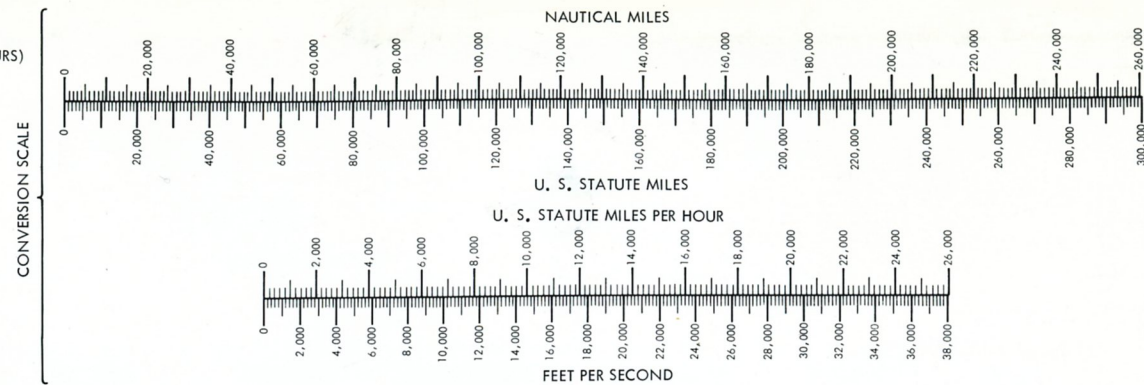 URS)
CONVERSION SCALE
NAUTICAL MILES
0 20,000 40,000 60,000 80,000 100,000 120,000 140,000 160,000 180,000 200,000 220,000 240,000 260,000
0 20,000 40,000 60,000 80,000 100,000 120,000 140,000 160,000 180,000 200,000 220,000 240,000 260,000 280,000 300,000
U. S. STATUTE MILES
U. S. STATUTE MILES PER HOUR
0 2,000 4,000 6,000 8,000 10,000 12,000 14,000 16,000 18,000 20,000 22,000 24,000 26,000
0 2,000 4,000 6,000 8,000 10,000 12,000 14,000 16,000 18,000 20,000 22,000 24,000 26,000 28,000 30,000 32,000 34,000 36,000 38,000
FEET PER SECOND